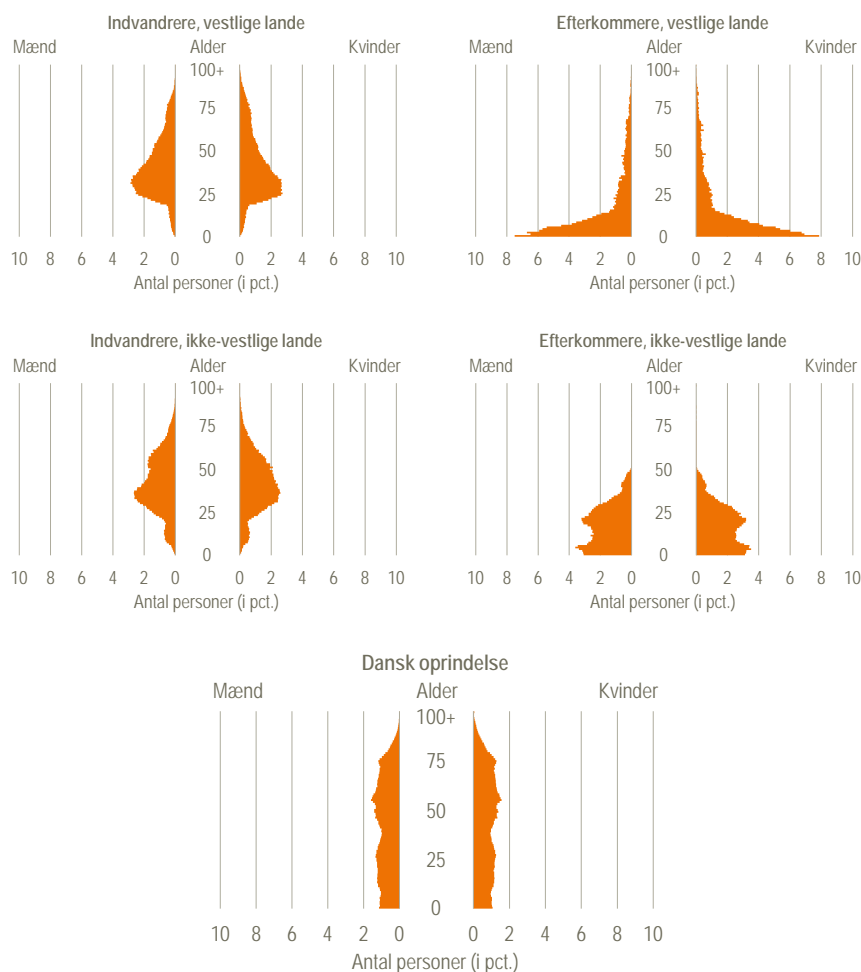 Indvandrere, vestlige lande
Mænd Alder Kvinder
100+
75
50
25
0
10 8 6 4 2 0 0 2 4 6 8 10
Antal personer (i pct.)
Efterkommere, vestlige lande
Mænd Alder Kvinder
100+
75
50
25
0
10 8 6 4 2 0 0 2 4 6 8 10
Antal personer (i pct.)
Indvandrere, ikke-vestlige lande
Mænd Alder Kvinder
100+
75
50
25
0
10 8 6 4 2 0 0 2 4 6 8 10
Antal personer (i pct.)
Efterkommere, ikke-vestlige lande
Mænd Alder Kvinder
100+
75
50
25
0
10 8 6 4 2 0 0 2 4 6 8 10
Antal personer (i pct.)
Dansk oprindelse
Mænd Alder Kvinder
100+
75
50
25
0
10 8 6 4 2 0 0 2 4 6 8 10
Antal personer (i pct.)